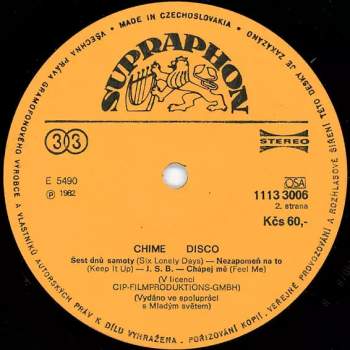 MADE IN CZECHOSLOVAKIA • VŠECHNA PRÁVA GRAMOFONOVÉHO VÝROBCE A VLASTNÍKŮ AUTORSKÝCH PRÁV K DÍLU VYHRAŽENA. POŘIZOVÁNÍ KOPIÍ, VEŘEJNÉ PROVOZOVÁNÍ A ROZHLASOVÉ ŠÍŘENÍ TÉTO DESKY JE ZAKÁZÁNO
SUPRAPHON
33
STEREO
E 5490
Ⓟ 1982
OSA
1113 3006
2. strana
Kčs 60,-
CHIME DISCO
Šest dnů samoty (Six Lonely Days) — Nezapomeň na to
(Keep It Up) — J. S. B. — Chápej mě (Feel Me)
(V licenci
CIP-FILMPRODUKTIONS-GMBH)
(Vydáno ve spolupráci
s Mladým světem)